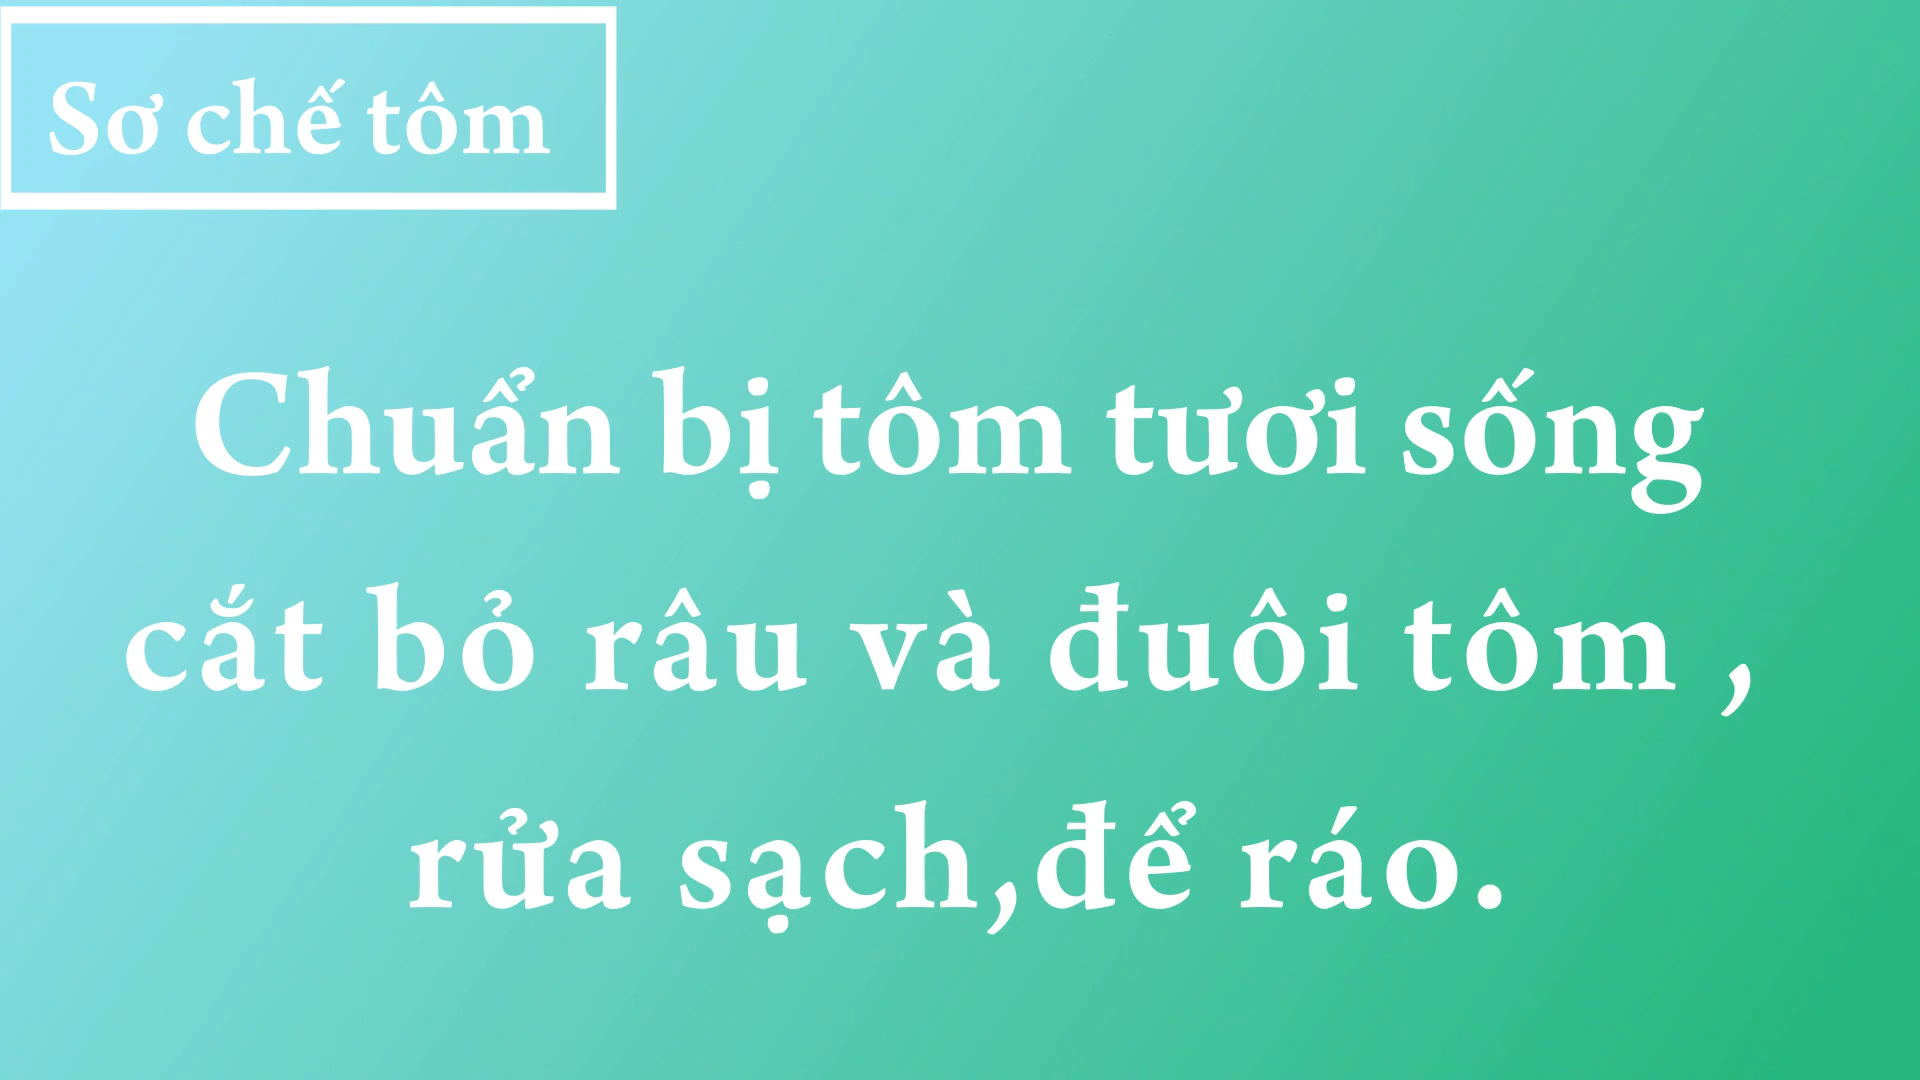 Sơ chế tôm
Chuẩn bị tôm tươi sống
cắt bỏ râu và đuôi tôm ,
rửa sạch,để ráo.